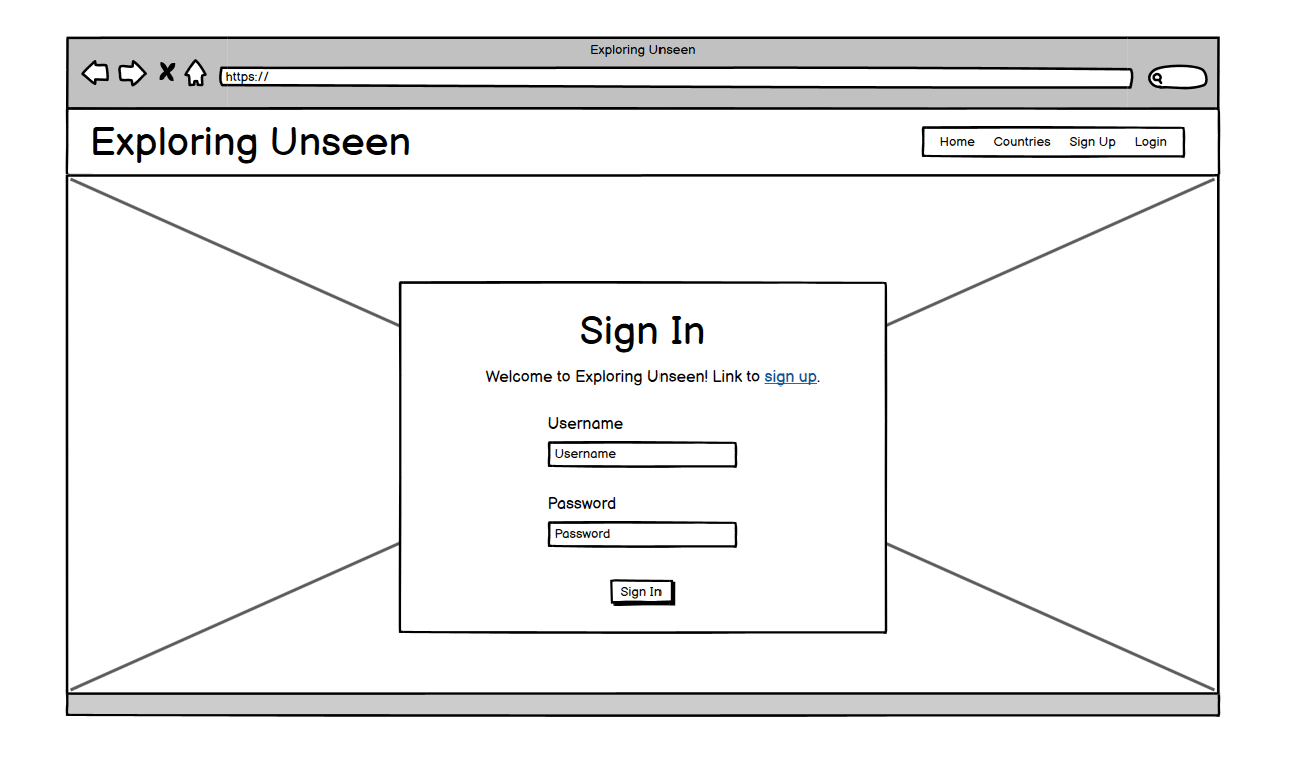 Exploring Unseen
https://
Exploring Unseen
Home Countries Sign Up Login
Sign In
Welcome to Exploring Unseen! Link to sign up.
Username
Username
Password
Password
Sign In